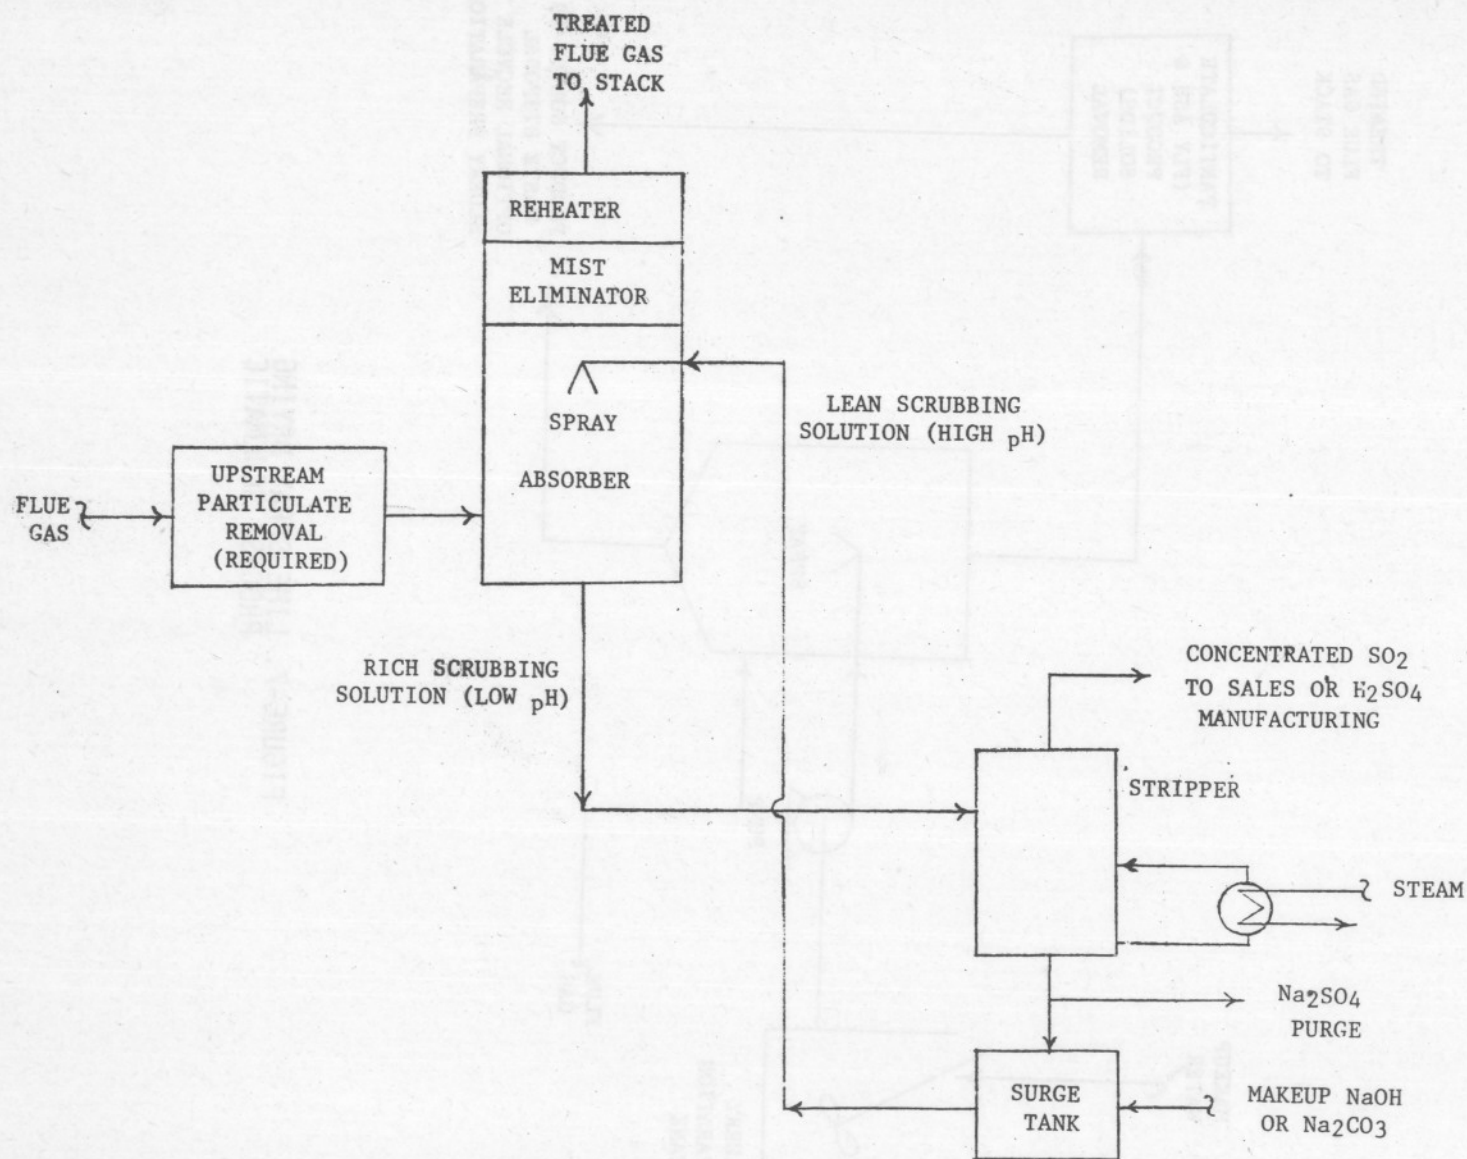 TREATED
FLUE GAS
TO STACK
REHEATER
MIST
ELIMINATOR
SPRAY
ABSORBER
LEAN SCRUBBING
SOLUTION (HIGH pH)
UPSTREAM
PARTICULATE
REMOVAL
(REQUIRED)
FLUE
GAS
RICH SCRUBBING
SOLUTION (LOW pH)
CONCENTRATED SO2
TO SALES OR H2SO4
MANUFACTURING
STRIPPER
STEAM
Na2SO4
PURGE
SURGE
TANK
MAKEUP NaOH
OR Na2CO3